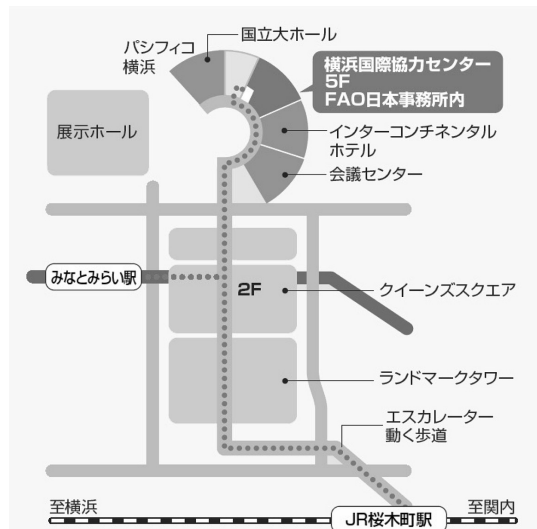 国立大ホール
パシフィコ
横浜
横浜国際協力センター
5F
FAO日本事務所内
展示ホール
インターコンチネンタル
ホテル
会議センター
みなとみらい駅
2F
クイーンズスクエア
ランドマークタワー
エスカレーター
動く歩道
至横浜
JR桜木町駅
至関内